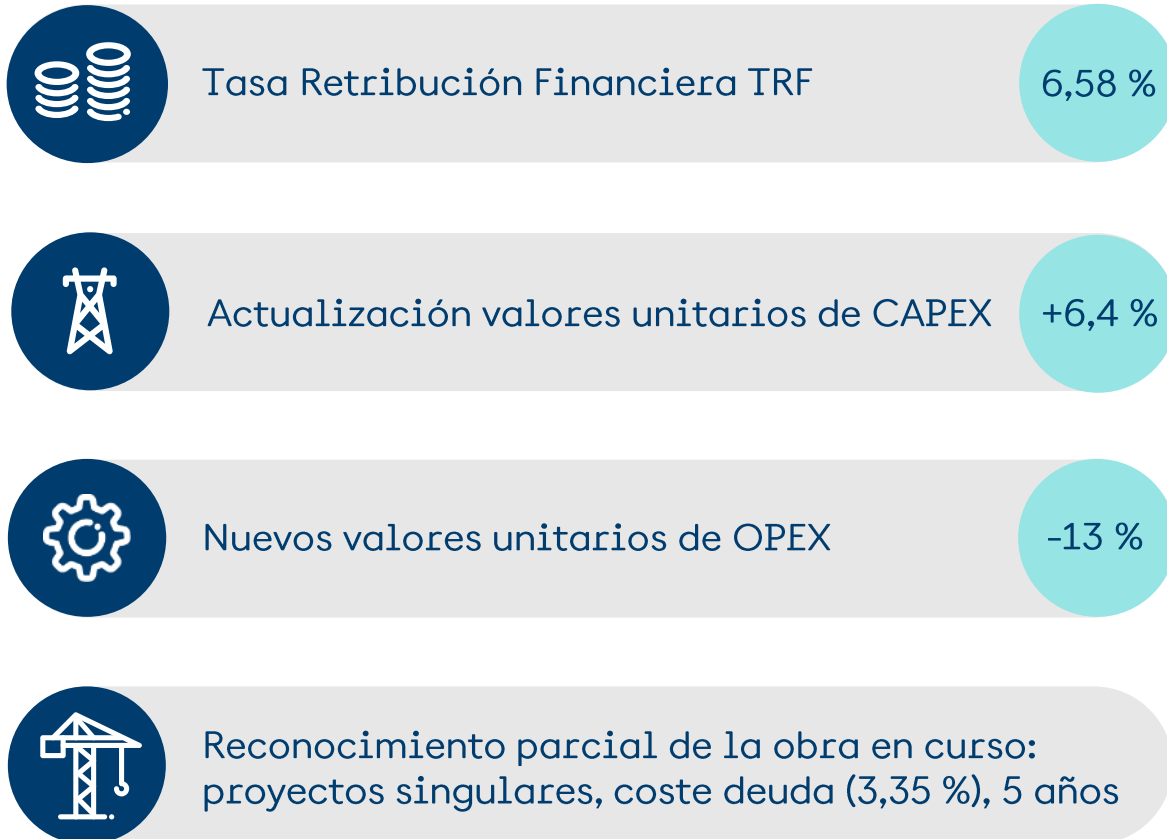 Tasa Retribución Financiera TRF
6,58 %
Actualización valores unitarios de CAPEX
+6,4 %
Nuevos valores unitarios de OPEX
-13 %
Reconocimiento parcial de la obra en curso:
proyectos singulares, coste deuda (3,35 %), 5 años